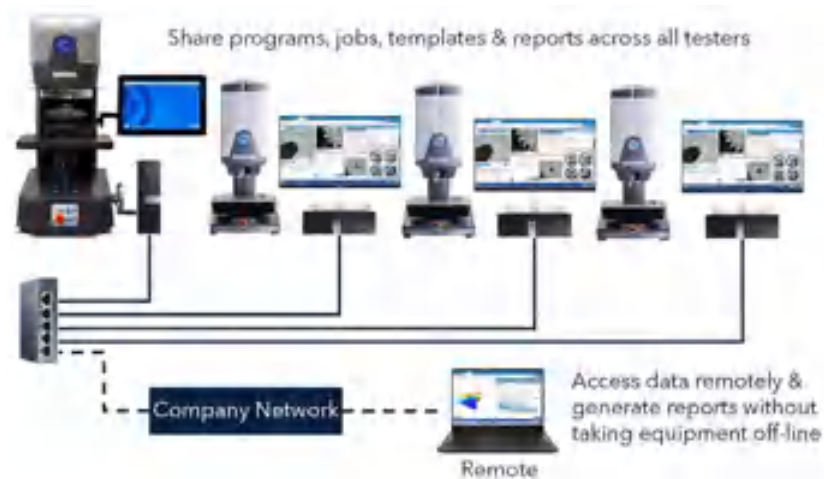 Share programs, jobs, templates & reports across all testers
Company Network
Access data remotely &
generate reports without
taking equipment off-line
Remote